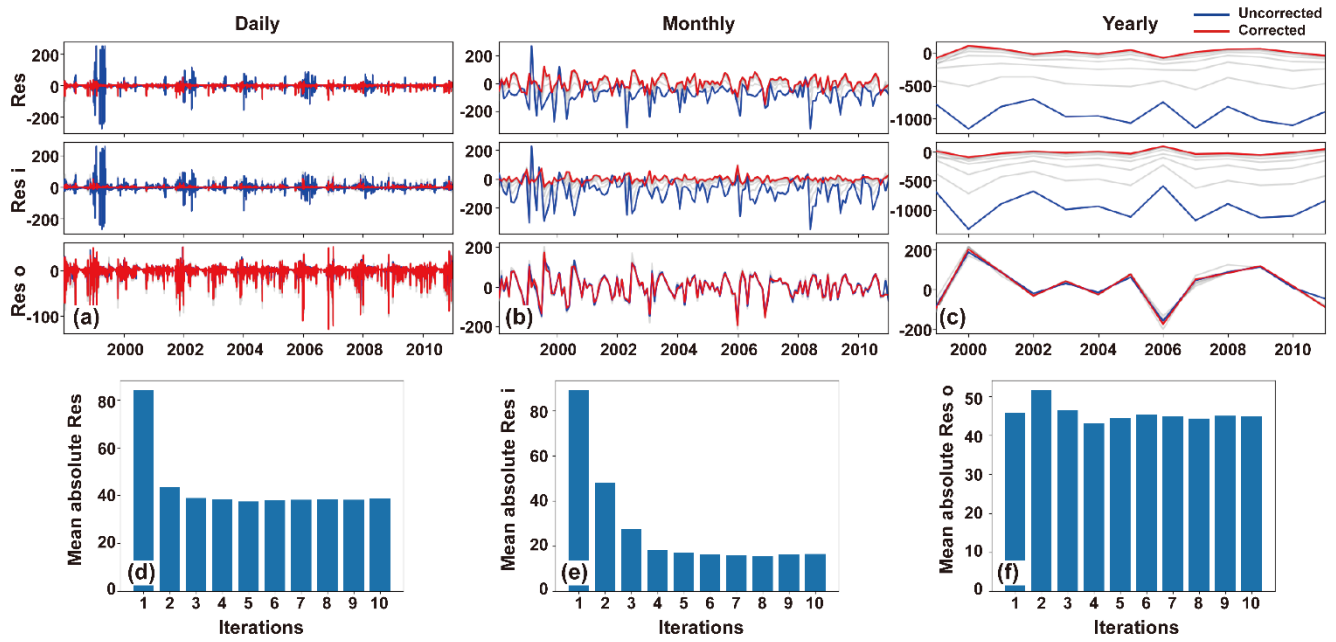 Daily
Monthly
Yearly
Uncorrected
Corrected
Res
200
0
-200
200
0
-200
0
-500
-1000
Res i
200
0
-200
200
0
-200
0
-500
-1000
Res o
0
-100
(a)
200
0
-200
(b)
200
0
-200
(c)
2000 2002 2004 2006 2008 2010
2000 2002 2004 2006 2008 2010
2000 2002 2004 2006 2008 2010
Mean absolute Res
80
60
40
20
0
(d)
1 2 3 4 5 6 7 8 9 10
Iterations
Mean absolute Res i
80
60
40
20
0
(e)
1 2 3 4 5 6 7 8 9 10
Iterations
Mean absolute Res o
50
40
30
20
10
0
(f)
1 2 3 4 5 6 7 8 9 10
Iterations